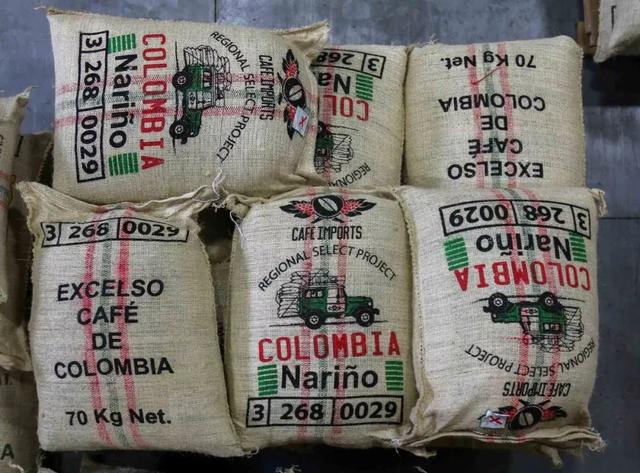 3 268 0029
Nariño
COLOMBIA
REGIONAL SELECT PROJECT
CAFE IMPORTS
3 268
Na
COL
REGIONAL
70 Kg Net.
COLOMBIA
DE
CAFÉ
EXCELSO
3 268 0029
EXCELSO
CAFÉ
DE
COLOMBIA
70 Kg Net.
CAFE IMPORTS
REGIONAL SELECT PROJECT
COLOMBIA
Nariño
3 268 0029
3 268 0029
Nariño
COLOMBIA
REGIONAL SELECT PROJECT
CAFE IMPORTS